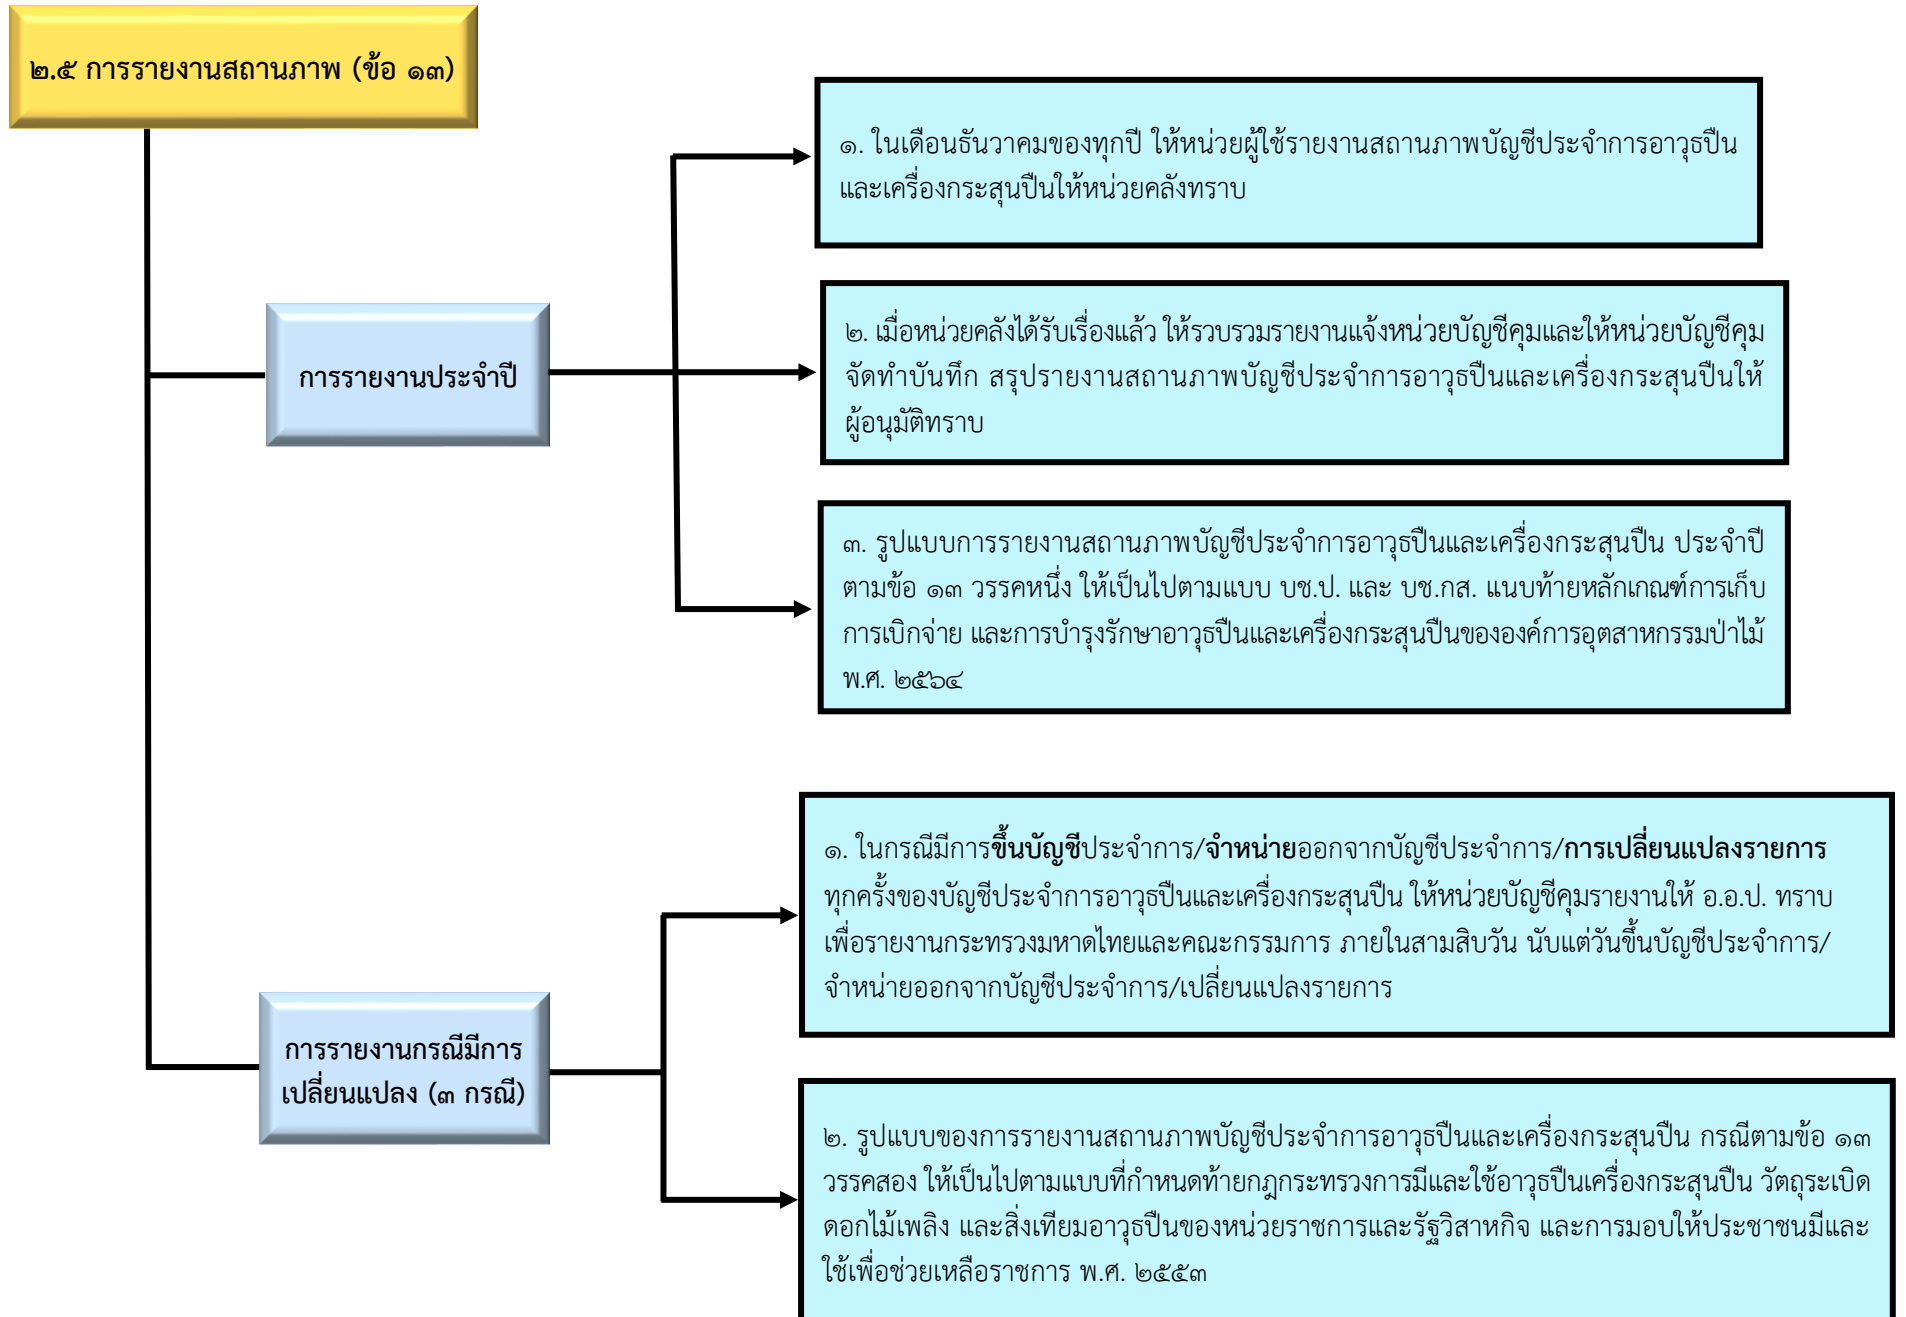 ๒.๕ การรายงานสถานภาพ (ข้อ ๑๓)
การรายงานประจำปี
๑. ในเดือนธันวาคมของทุกปี ให้หน่วยผู้ใช้รายงานสถานภาพบัญชีประจำการอาวุธปืน
และเครื่องกระสุนปืนให้หน่วยคลังทราบ
๒. เมื่อหน่วยคลังได้รับเรื่องแล้ว ให้รวบรวมรายงานแจ้งหน่วยบัญชีคุมและให้หน่วยบัญชีคุม
จัดทำบันทึก สรุปรายงานสถานภาพบัญชีประจำการอาวุธปืนและเครื่องกระสุนปืนให้
ผู้อนุมัติทราบ
๓. รูปแบบการรายงานสถานภาพบัญชีประจำการอาวุธปืนและเครื่องกระสุนปืน ประจำปี
ตามข้อ ๑๓ วรรคหนึ่ง ให้เป็นไปตามแบบ บช.ป. และ บช.กส. แนบท้ายหลักเกณฑ์การเก็บ
การเบิกจ่าย และการบำรุงรักษาอาวุธปืนและเครื่องกระสุนปืนขององค์การอุตสาหกรรมป่าไม้
พ.ศ. ๒๕๖๔
การรายงานกรณีมีการ
เปลี่ยนแปลง (๓ กรณี)
๑. ในกรณีมีการขึ้นบัญชีประจำการ/จำหน่ายออกจากบัญชีประจำการ/การเปลี่ยนแปลงรายการ
ทุกครั้งของบัญชีประจำการอาวุธปืนและเครื่องกระสุนปืน ให้หน่วยบัญชีคุมรายงานให้ อ.อ.ป. ทราบ
เพื่อรายงานกระทรวงมหาดไทยและคณะกรรมการ ภายในสามสิบวัน นับแต่วันขึ้นบัญชีประจำการ/
จำหน่ายออกจากบัญชีประจำการ/เปลี่ยนแปลงรายการ
๒. รูปแบบของการรายงานสถานภาพบัญชีประจำการอาวุธปืนและเครื่องกระสุนปืน กรณีตามข้อ ๑๓
วรรคสอง ให้เป็นไปตามแบบที่กำหนดท้ายกฎกระทรวงการมีและใช้อาวุธปืนเครื่องกระสุนปืน วัตถุระเบิด
ดอกไม้เพลิง และสิ่งเทียมอาวุธปืนของหน่วยราชการและรัฐวิสาหกิจ และการมอบให้ประชาชนมีและ
ใช้เพื่อช่วยเหลือราชการ พ.ศ. ๒๕๕๓